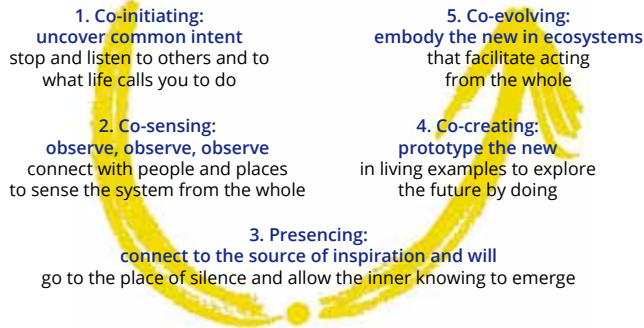 1. Co-initiating:
uncover common intent
stop and listen to others and to
what life calls you to do
2. Co-sensing:
observe, observe, observe
connect with people and places
to sense the system from the whole
3. Presencing:
connect to the source of inspiration and will
go to the place of silence and allow the inner knowing to emerge
4. Co-creating:
prototype the new
in living examples to explore
the future by doing
5. Co-evolving:
embody the new in ecosystems
that facilitate acting
from the whole